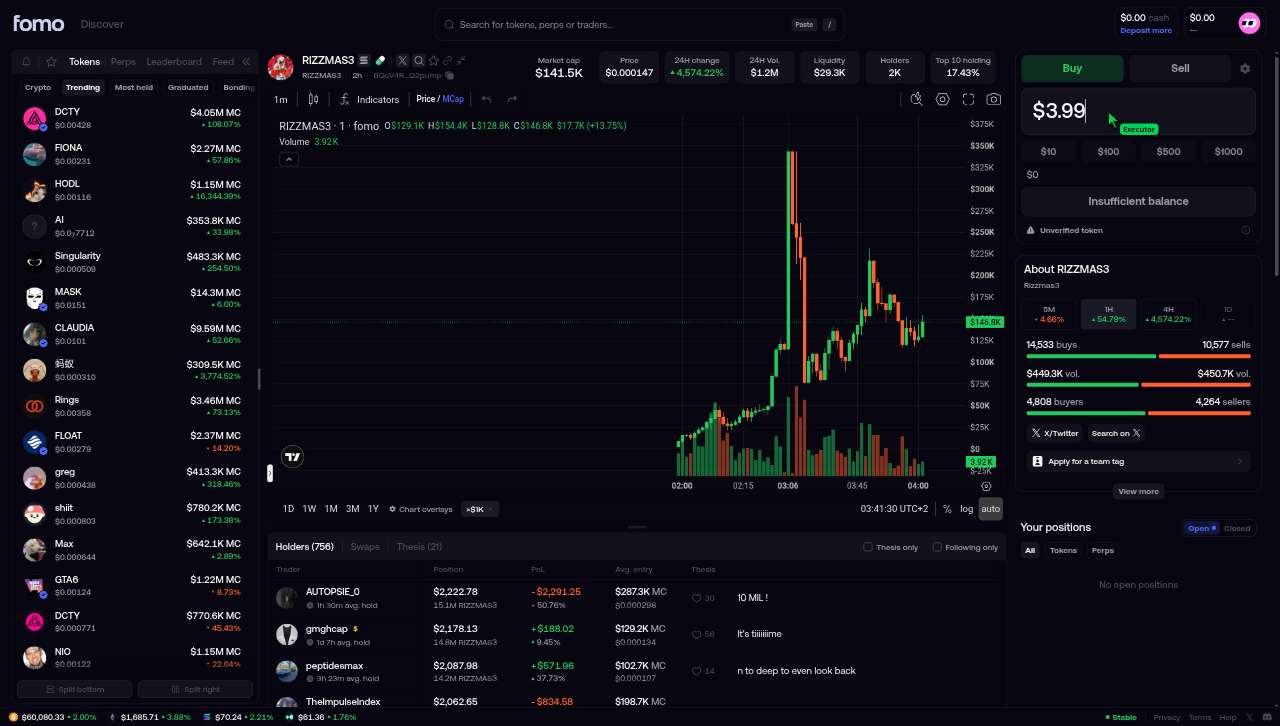 fomo
Discover
Search for tokens, perps or traders...
Paste
/
$0.00 cash
Deposit more
$0.00
Tokens
Perps
Leaderboard
Feed
Crypto
Trending
Most held
Graduated
Bonding
DCTY
$0.00428
$4.05M MC
108.07%
FIONA
$0.00231
$2.27M MC
57.86%
HODL
$0.00116
$1.15M MC
16,344.39%
AI
$0.0₇7712
$353.8K MC
33.98%
Singularity
$0.000509
$483.3K MC
254.50%
MASK
$0.0151
$14.3M MC
6.00%
CLAUDIA
$0.0101
$9.59M MC
52.66%
蚂蚁
$0.000310
$309.5K MC
3,774.52%
Rings
$0.00358
$3.46M MC
73.13%
FLOAT
$0.00279
$2.37M MC
14.20%
greg
$0.000438
$413.3K MC
318.46%
shiit
$0.000803
$780.2K MC
173.38%
Max
$0.000644
$642.1K MC
2.89%
GTA6
$0.00124
$1.22M MC
8.73%
DCTY
$0.000771
$770.6K MC
45.43%
NIO
$0.00122
$1.15M MC
22.04%
Split bottom
Split right
RIZZMAS3
RIZZMAS3
2h
Market cap
$141.5K
Price
$0.000147
24H change
4,574.22%
24H Vol.
$1.2M
Liquidity
$29.3K
Holders
2K
Top 10 holding
17.43%
1m
Indicators
Price / MCap
RIZZMAS3 · 1 · fomo O$129.1K H$154.4K L$128.8K C$146.8K $17.7K (+13.75%)
Volume 3.92K
$375K
$350K
$325K
$300K
$275K
$250K
$225K
$200K
$175K
$146.8K
$125K
$100K
$75K
$50K
$25K
$0
3.92K
$-25K
02:00
02:15
03:06
03:45
04:00
1D
1W
1M
3M
1Y
Chart overlays
>$1K
03:41:30 UTC+2
%
log
auto
Holders (756)
Swaps
Thesis (21)
Thesis only
Following only
Trader
Position
PnL
Avg. entry
Thesis
AUTOPSIE_0
1h 30m avg. hold
$2,222.78
15.1M RIZZMAS3
-$2,291.25
50.76%
$287.3K MC
$0.000298
30
10 MIL !
gmghcap $
1d 7h avg. hold
$2,178.13
14.8M RIZZMAS3
+$188.02
9.45%
$129.2K MC
$0.000134
56
It's tiiiiiiime
peptidesmax
3h 23m avg. hold
$2,087.98
14.2M RIZZMAS3
+$571.96
37.73%
$102.7K MC
$0.000107
14
n to deep to even look back
TheImpulseIndex
$2,062.65
-$834.58
$198.7K MC
Buy
Sell
$3.99
Executor
$10
$100
$500
$1000
$0
Insufficient balance
Unverified token
About RIZZMAS3
Rizzmas3
5M
4.66%
1H
54.79%
4H
4,574.22%
1D
--
14,533 buys
10,577 sells
$449.3K vol.
$450.7K vol.
4,808 buyers
4,264 sellers
X/Twitter
Search on X
Apply for a team tag
View more
Your positions
Open
Closed
All
Tokens
Perps
No open positions
$60,080.33 2.00%
$1,685.71 3.88%
$70.24 2.21%
$61.36 1.76%
Stable
Privacy
Terms
Help